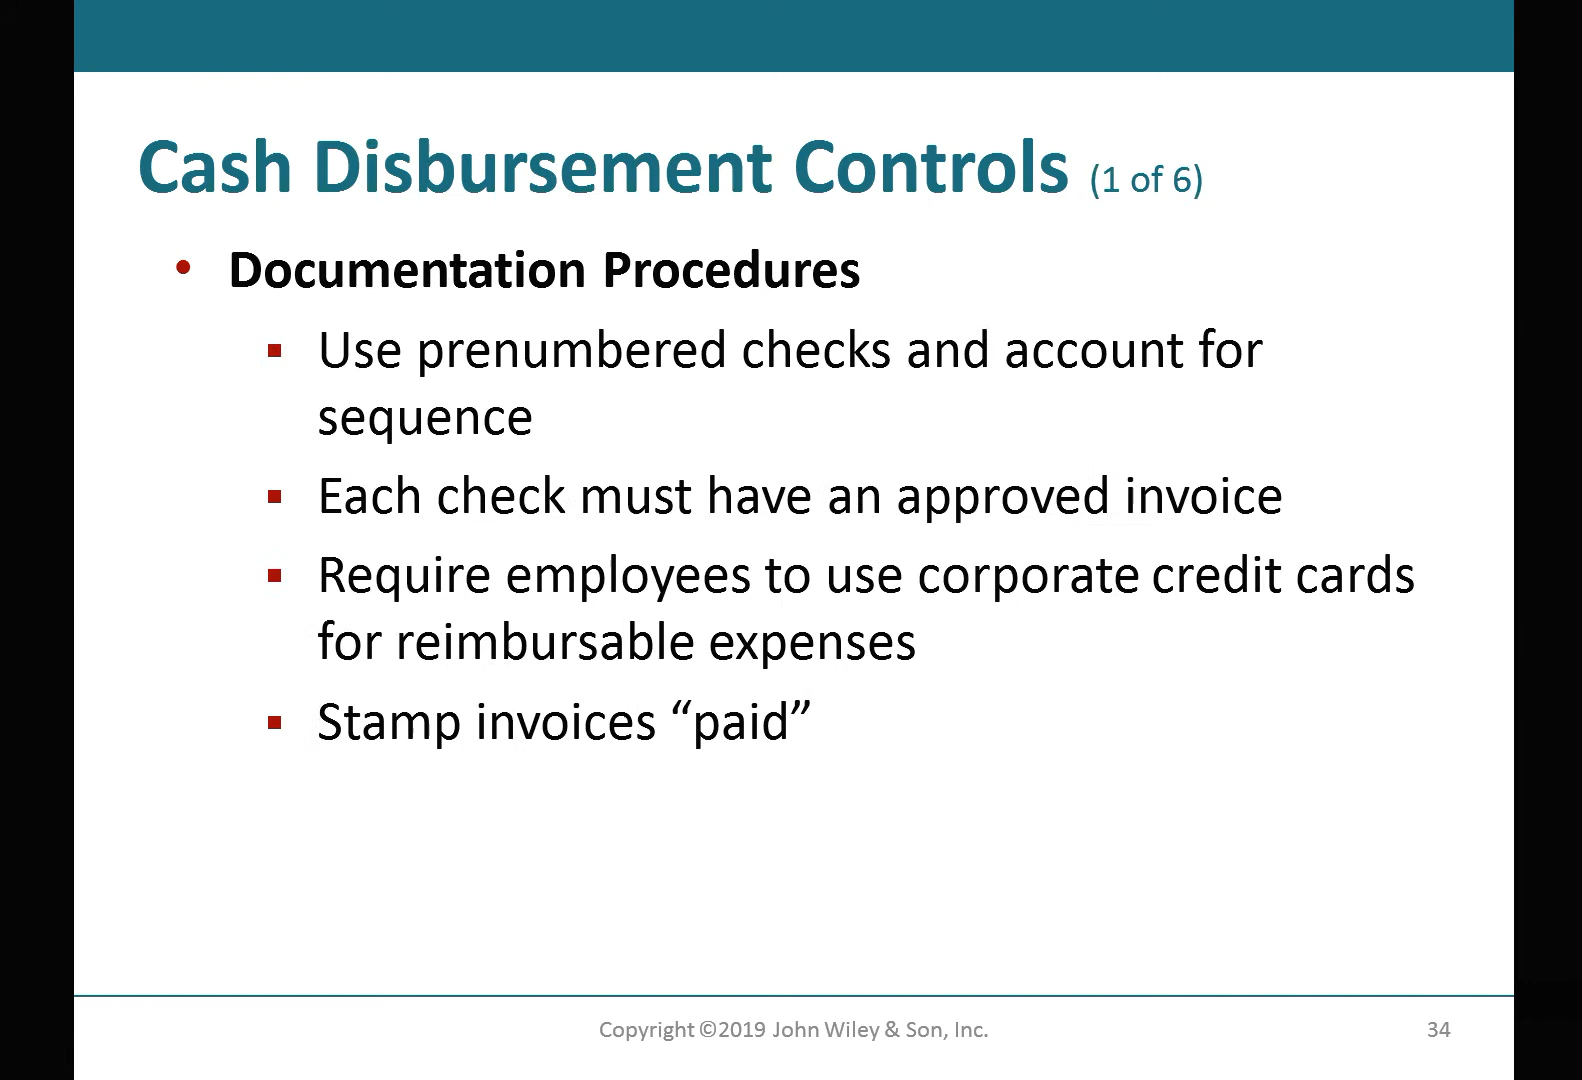 Cash Disbursement Controls (1 of 6)
• Documentation Procedures
▪ Use prenumbered checks and account for
sequence
▪ Each check must have an approved invoice
▪ Require employees to use corporate credit cards
for reimbursable expenses
▪ Stamp invoices “paid”
Copyright ©2019 John Wiley & Son, Inc.
34